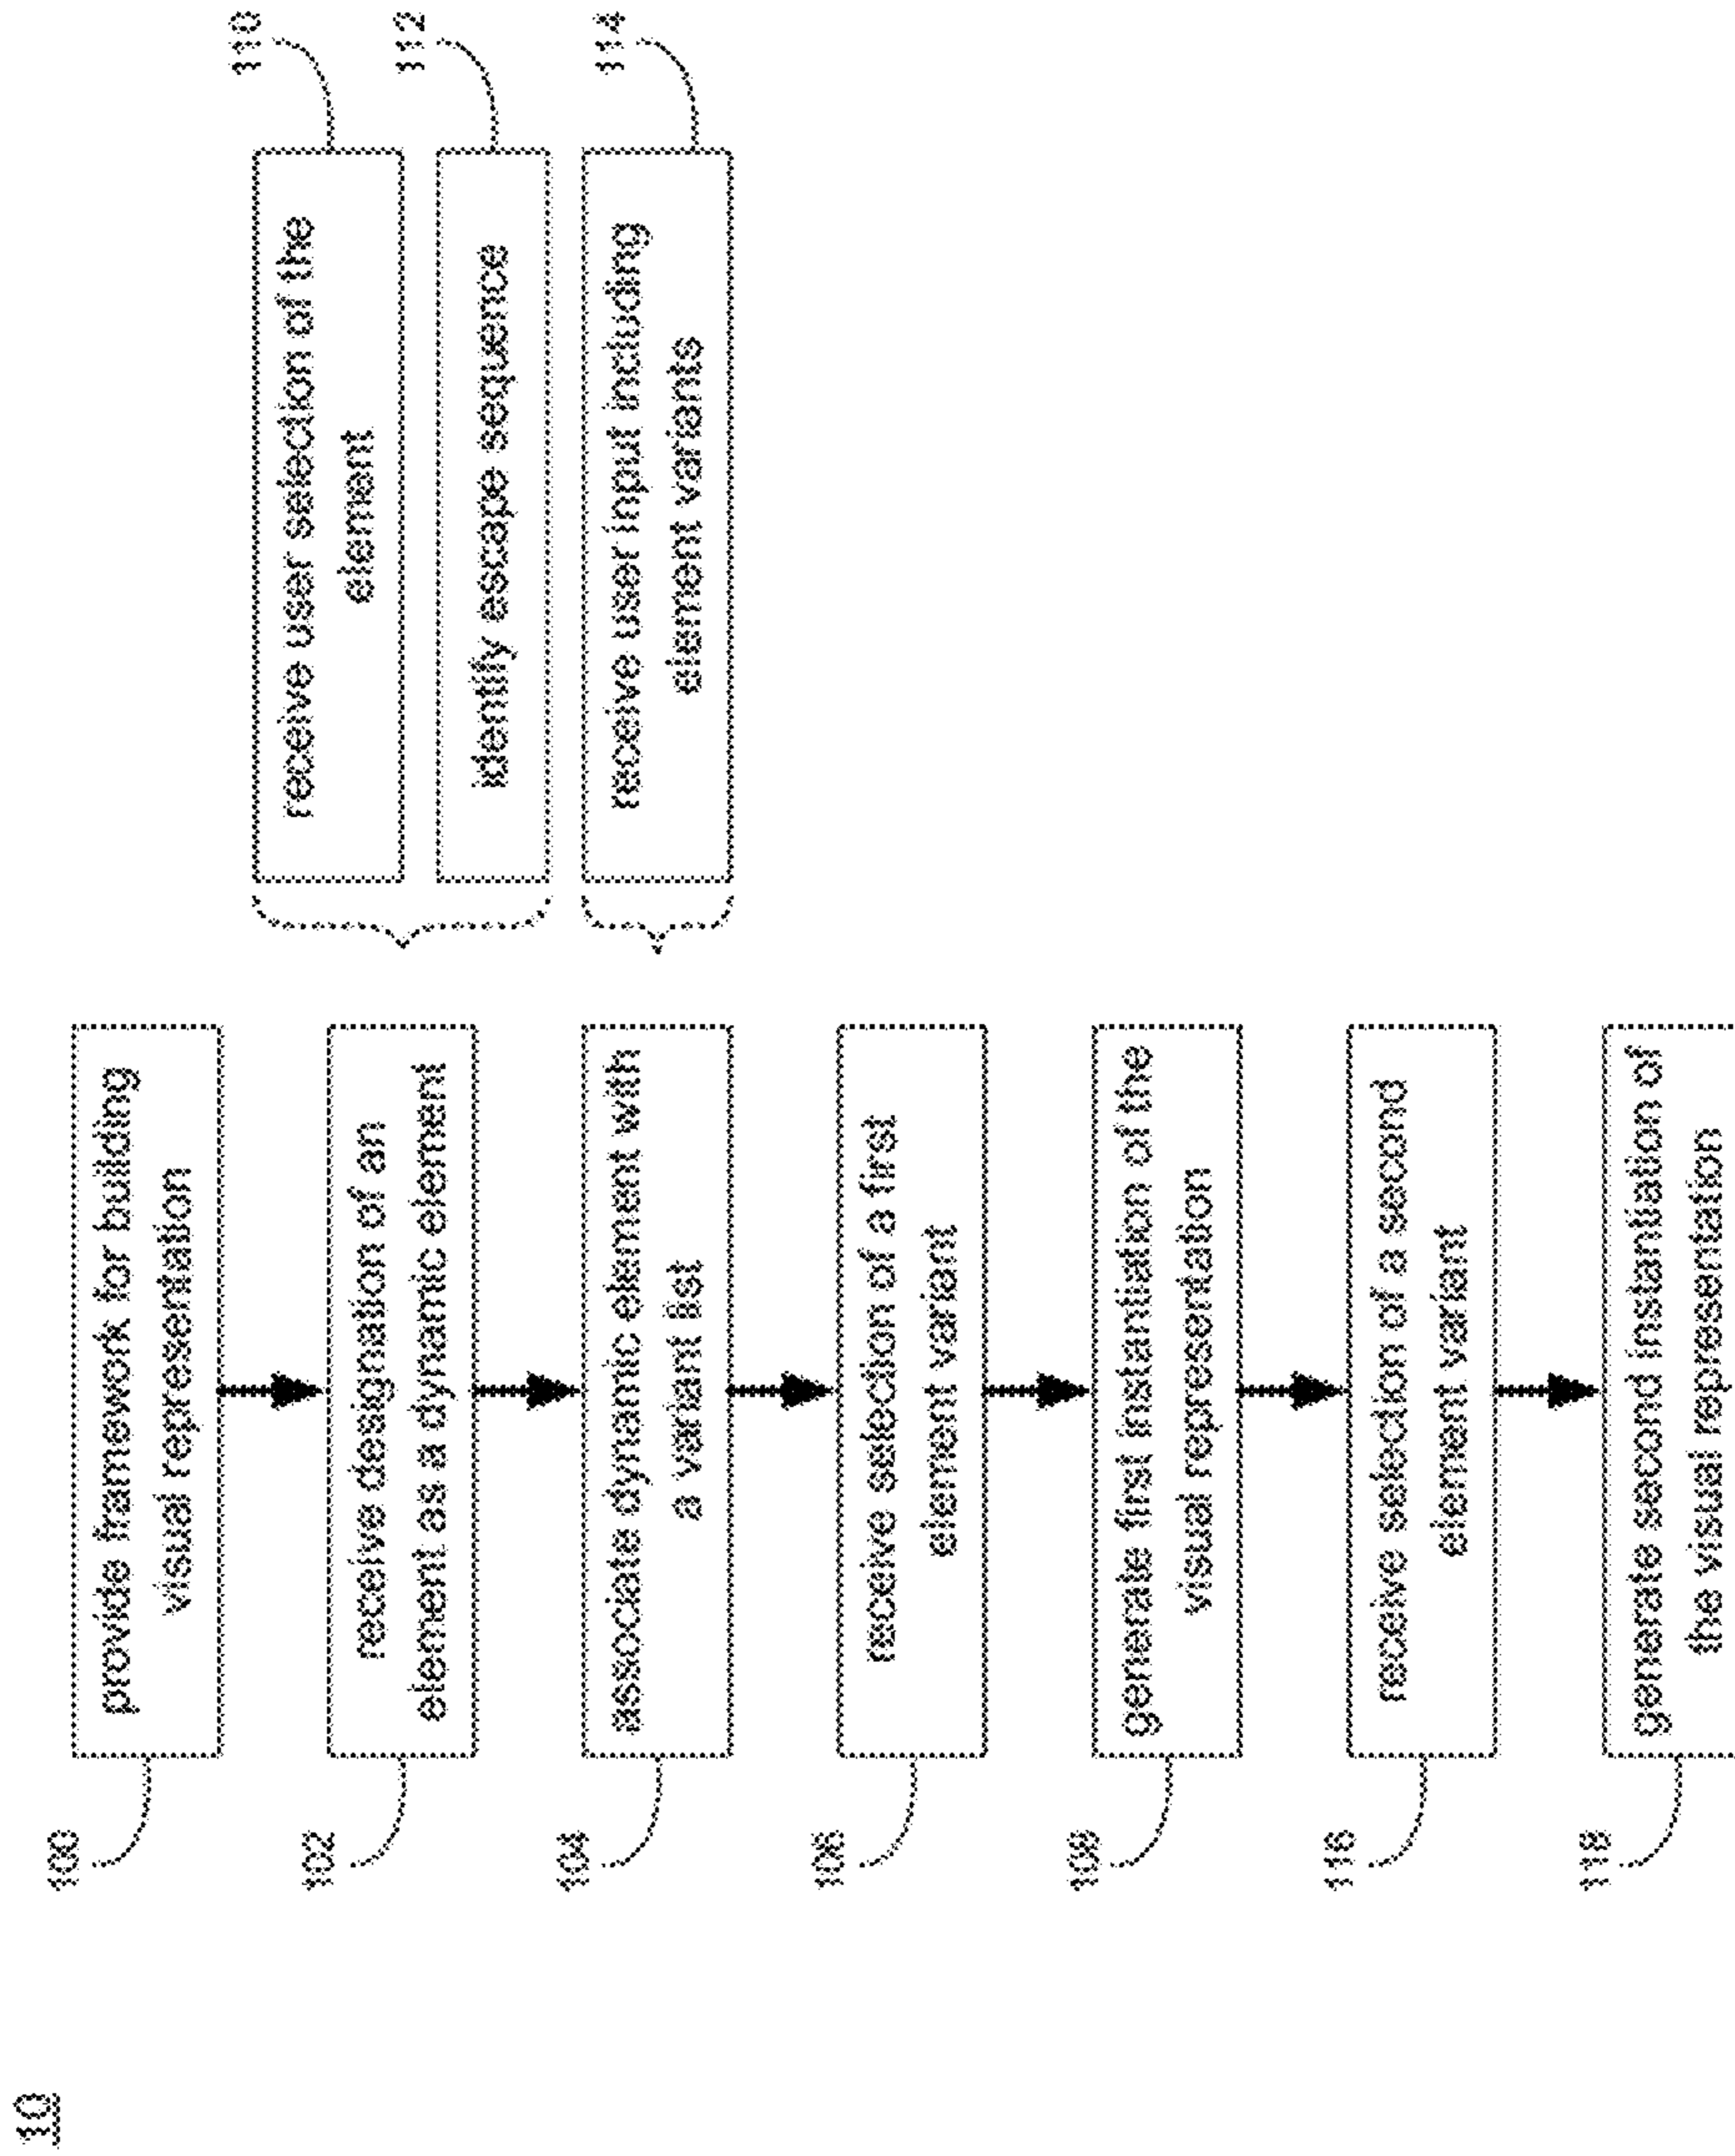 10
100
provide framework for building
visual representation
102
receive designation of an
element as a dynamic element
110
receive user selection of the
element
112
identify escape sequence
104
associate dynamic element with
a variant list
114
receive user input including
element variants
106
receive selection of a first
element variant
108
generate first instantiation of the
visual representation
116
receive selection of a second
element variant
118
generate second instantiation of
the visual representation